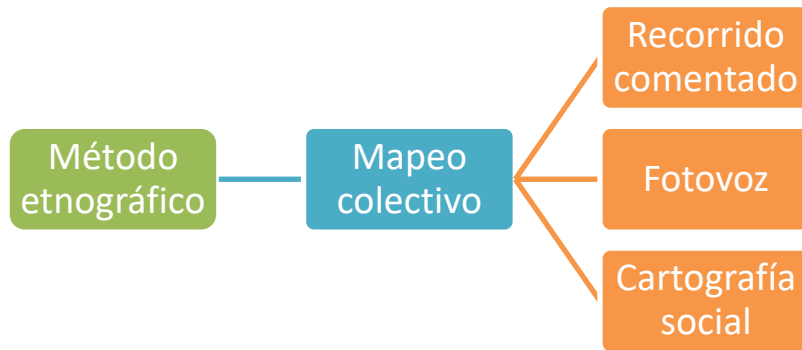 Método
etnográfico
Mapeo
colectivo
Recorrido
comentado
Fotovoz
Cartografía
social